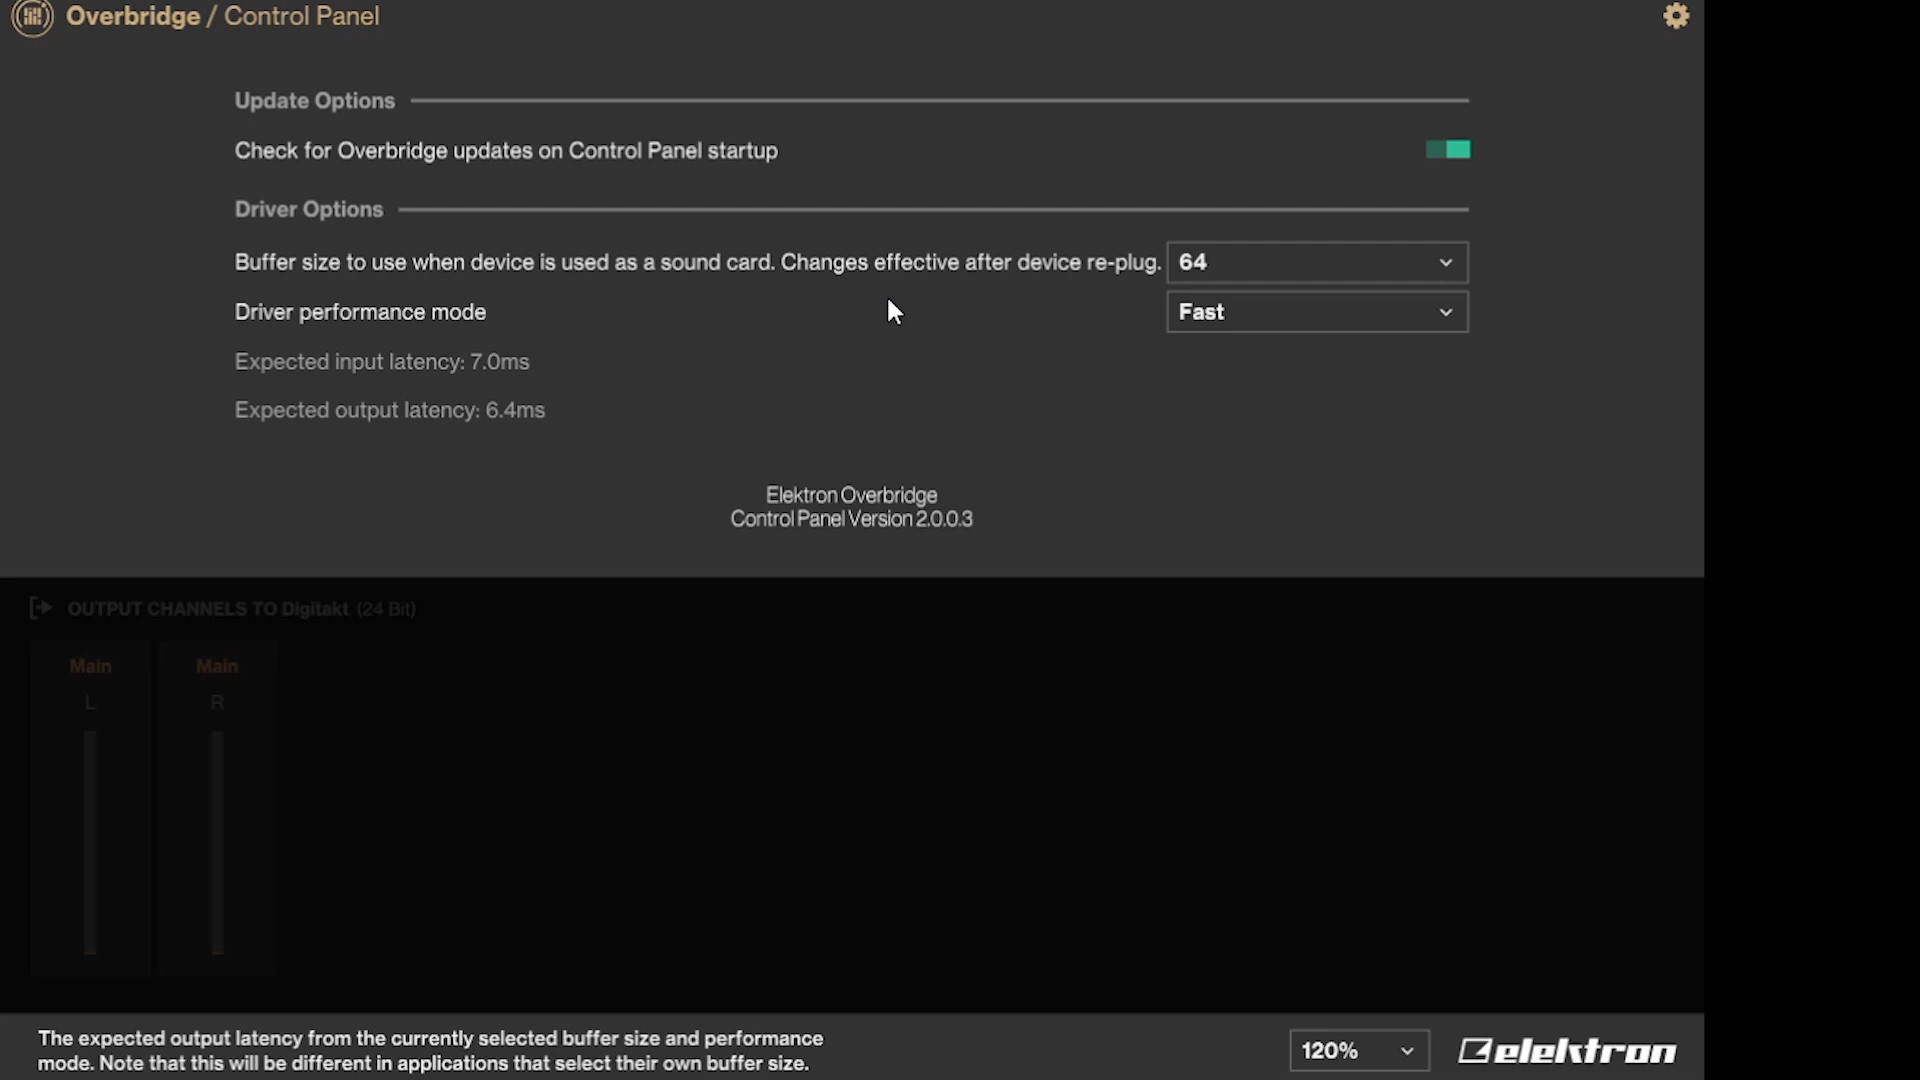 Overbridge / Control Panel
Update Options
Check for Overbridge updates on Control Panel startup
Driver Options
Buffer size to use when device is used as a sound card. Changes effective after device re-plug. 64
Driver performance mode Fast
Expected input latency: 7.0ms
Expected output latency: 6.4ms
Elektron Overbridge
Control Panel Version 2.0.0.3
OUTPUT CHANNELS TO Digitakt (24 Bit)
Main Main
L R
The expected output latency from the currently selected buffer size and performance
mode. Note that this will be different in applications that select their own buffer size.
120% elektron